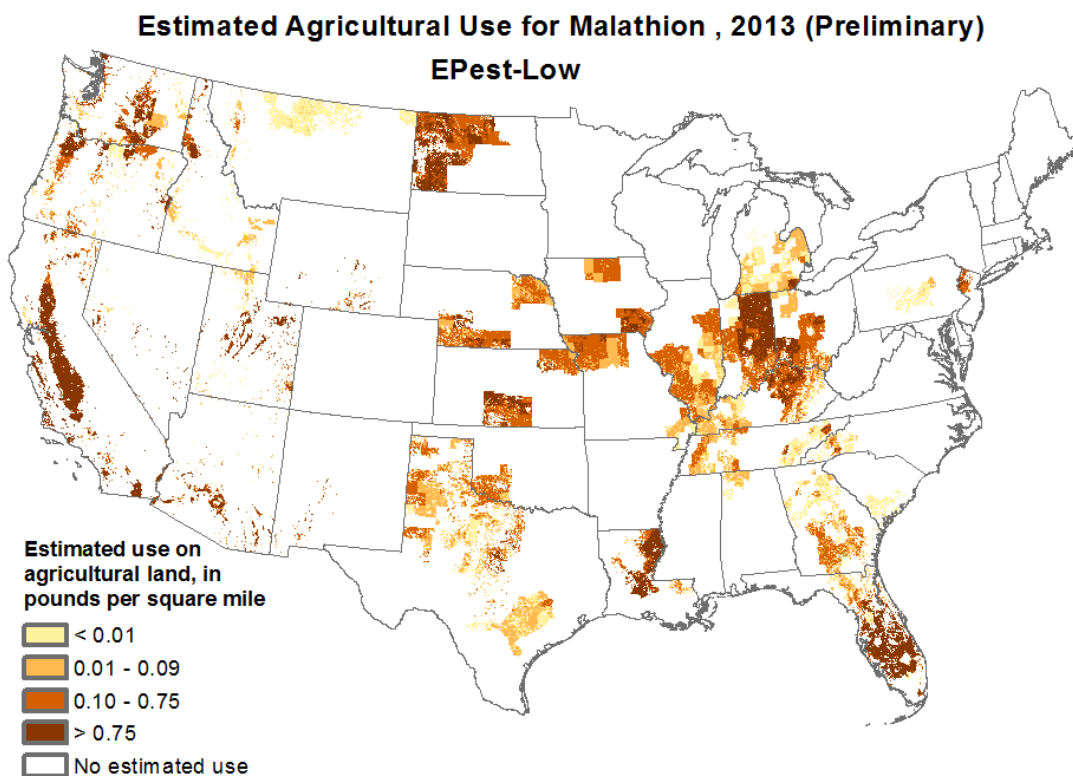 Estimated Agricultural Use for Malathion , 2013 (Preliminary)
EPest-Low
Estimated use on
agricultural land, in
pounds per square mile
< 0.01
0.01 - 0.09
0.10 - 0.75
> 0.75
No estimated use